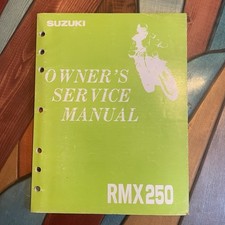 SUZUKI
OWNER'S
SERVICE
MANUAL
RMX250